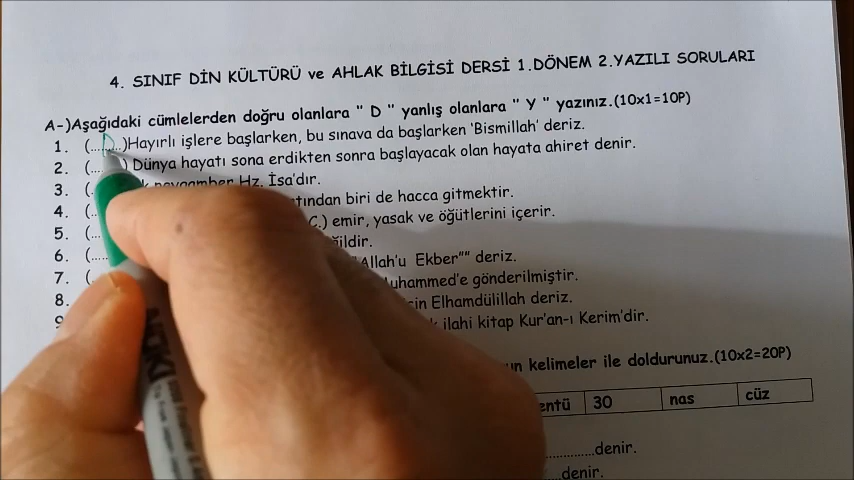 4. SINIF DİN KÜLTÜRÜ ve AHLAK BİLGİSİ DERSİ 1.DÖNEM 2.YAZILI SORULARI
A-)Aşağıdaki cümlelerden doğru olanlara " D " yanlış olanlara " Y " yazınız.(10x1=10P)
1. (...D...)Hayırlı işlere başlarken, bu sınava da başlarken 'Bismillah' deriz.
2. (... ) Dünya hayatı sona erdikten sonra başlayacak olan hayata ahiret denir.
3. (. peygamber Hz. İsa'dır.
4. (.. biri de hacca gitmektir.
5. (... C.) emir, yasak ve öğütlerini içerir.
6. (.....
7. ( "Allah'u Ekber"" deriz.
8. gönderilmiştir.
Elhamdülillah deriz.
ilahi kitap Kur'an-ı Kerim'dir.
kelimeler ile doldurunuz.(10x2=20P)
30 nas cüz
..............denir.
...denir.